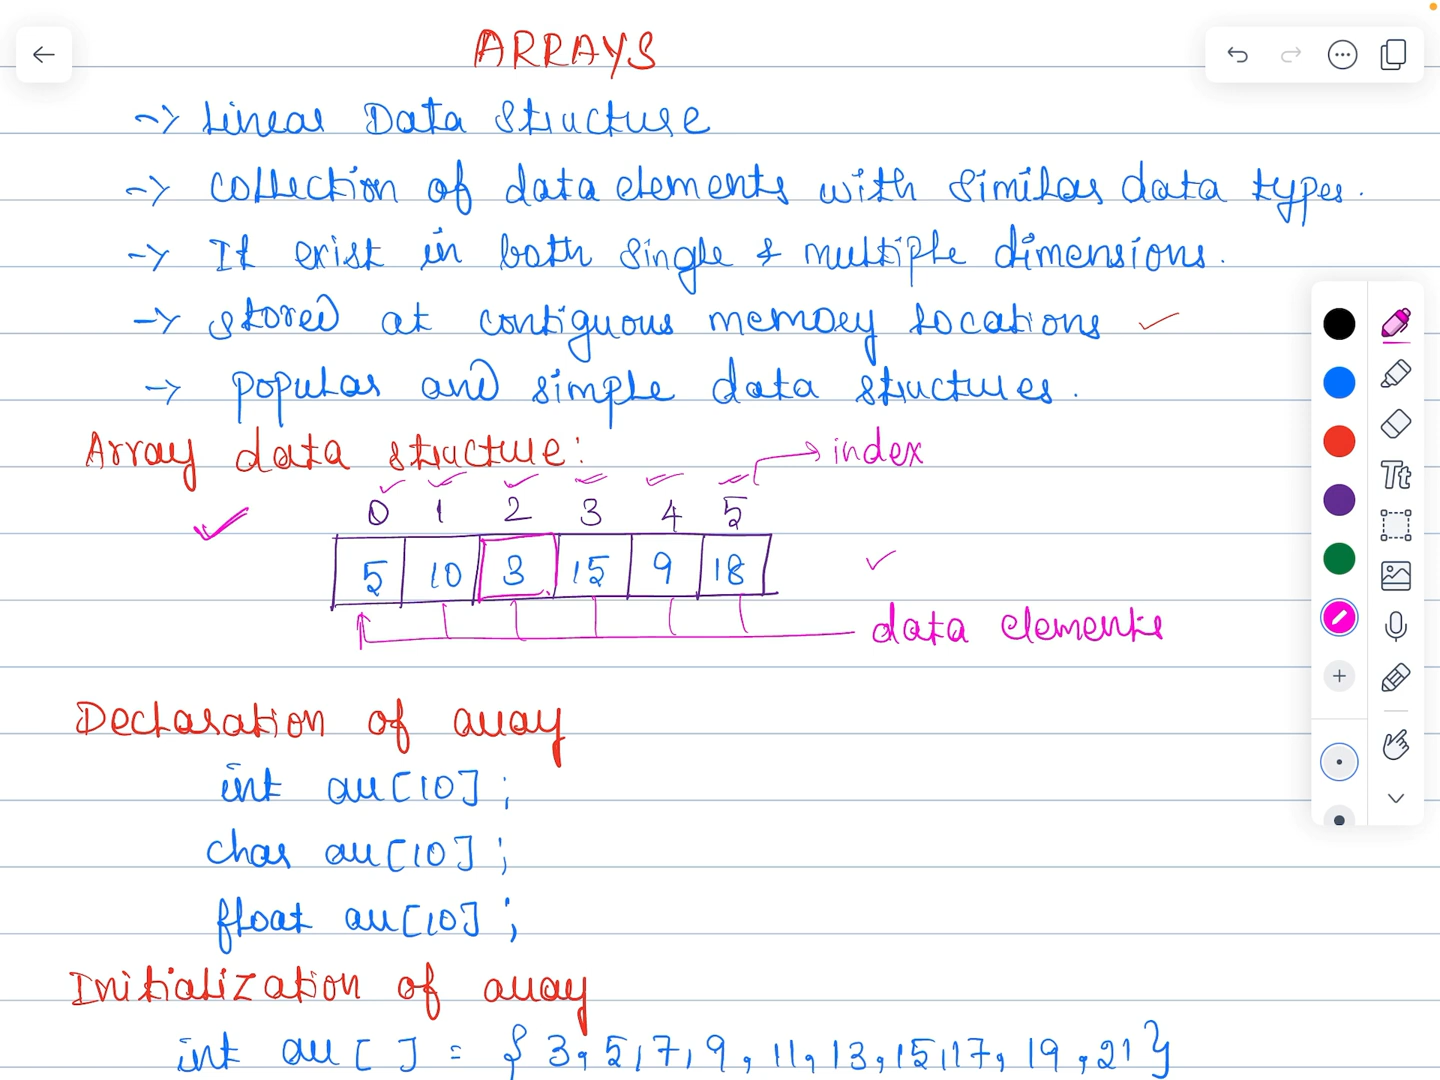 ARRAYS
-> Linear Data Structure
-> collection of data elements with similar data types.
-> It exist in both single & multiple dimensions.
-> stored at contiguous memory locations ✓
-> popular and simple data structures.
Array data structure:
→ index
0 1 2 3 4 5
5 10 3 15 9 18
data elements
Declaration of array
int arr[10];
char arr[10];
float arr[10];
Initialization of array
int arr[ ] = { 3, 5, 7, 9, 11, 13, 15, 17, 19, 21 }
Tt